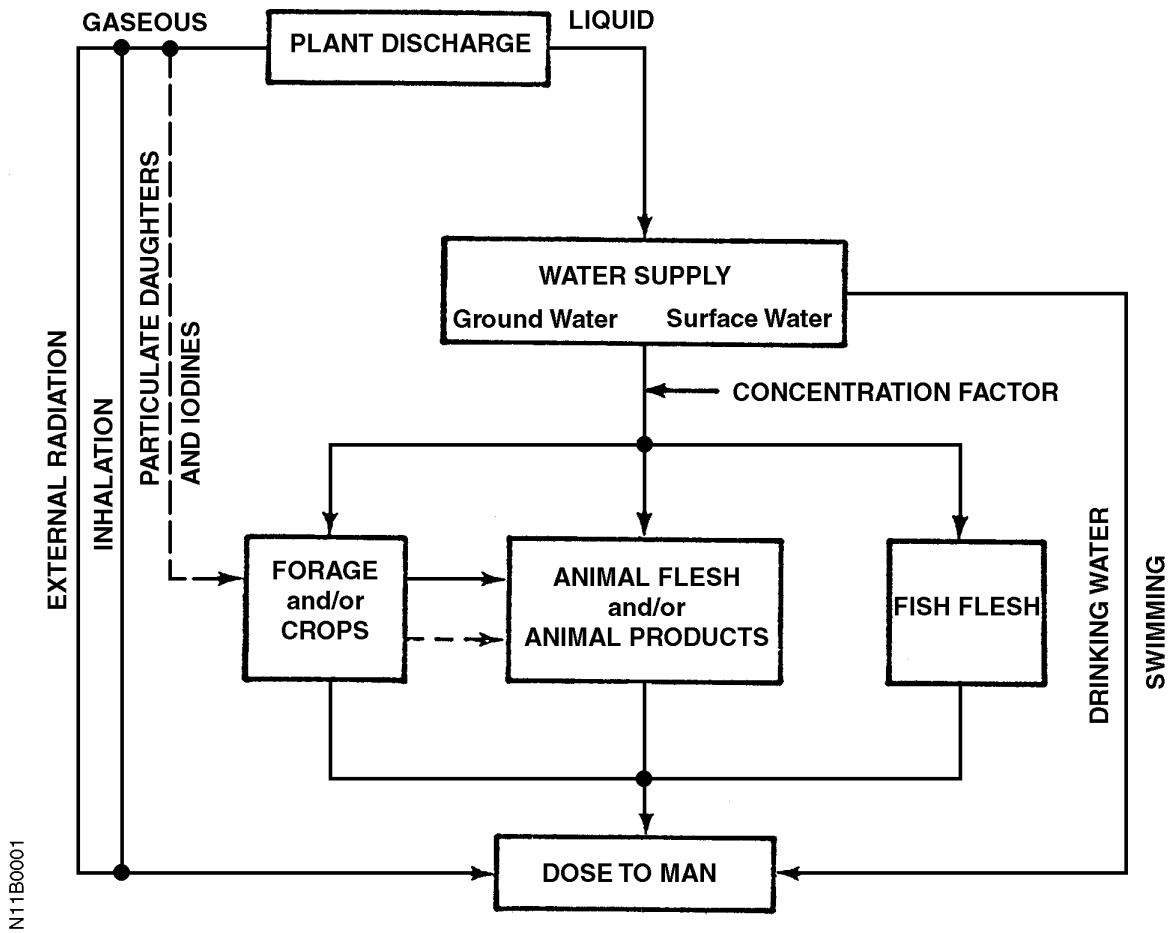 GASEOUS
PLANT DISCHARGE
LIQUID
WATER SUPPLY
Ground Water
Surface Water
CONCENTRATION FACTOR
EXTERNAL RADIATION
INHALATION
PARTICULATE DAUGHTERS
AND IODINES
FORAGE
and/or
CROPS
ANIMAL FLESH
and/or
ANIMAL PRODUCTS
FISH FLESH
DRINKING WATER
SWIMMING
DOSE TO MAN
N11B0001